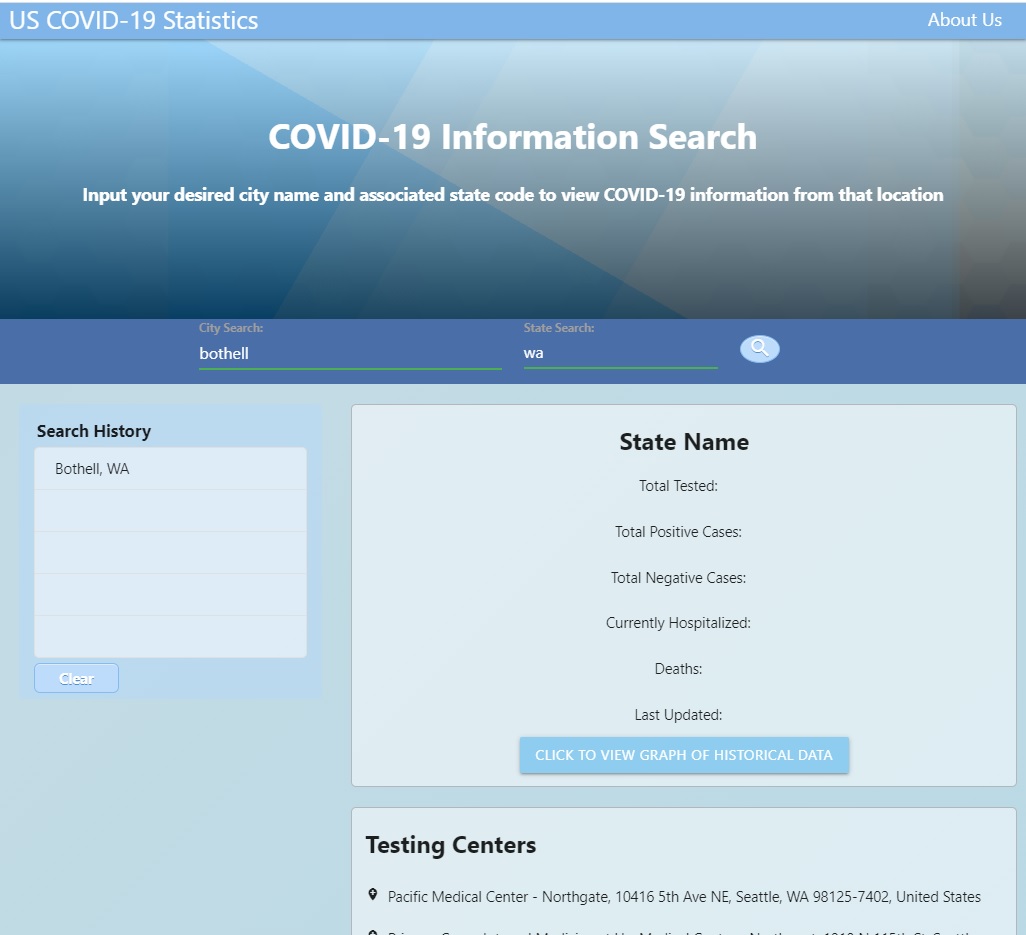 US COVID-19 Statistics
About Us
COVID-19 Information Search
Input your desired city name and associated state code to view COVID-19 information from that location
City Search:
State Search:
bothell
wa
Search History
Bothell, WA
Clear
State Name
Total Tested:
Total Positive Cases:
Total Negative Cases:
Currently Hospitalized:
Deaths:
Last Updated:
CLICK TO VIEW GRAPH OF HISTORICAL DATA
Testing Centers
Pacific Medical Center - Northgate, 10416 5th Ave NE, Seattle, WA 98125-7402, United States